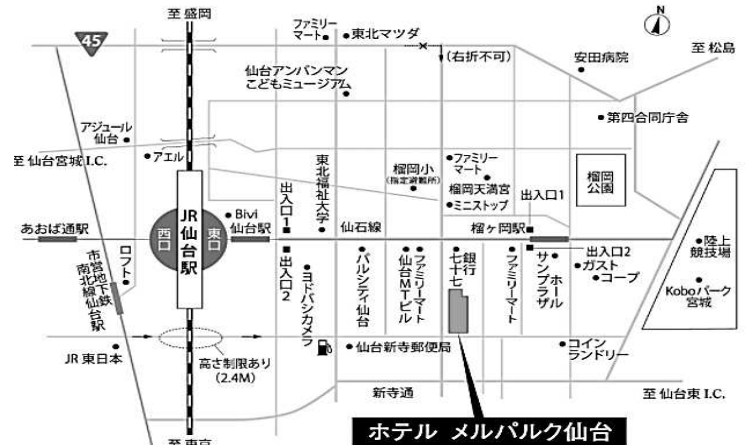 至 盛岡
45
ファミリー
マート
東北マツダ
(右折不可)
安田病院
至 松島
仙台アンパンマン
こどもミュージアム
第四合同庁舎
アジュール
仙台
至 仙台宮城 I.C.
アエル
東北福祉大学
榴岡小
(指定避難所)
ファミリー
マート
榴岡天満宮
ミニストップ
榴岡
公園
出入口1
出入口1
Bivi
仙台駅
仙石線
榴ヶ岡駅
あおば通駅
西口
JR仙台駅
東口
ロフト
市営地下鉄
南北線仙台駅
出入口2
ヨドバシカメラ
パルシティ仙台
仙台MTビル
ファミリーマート
七十七
銀行
ファミリーマート
サンプラザ
ホール
出入口2
ガスト
コープ
陸上
競技場
Koboパーク
宮城
JR 東日本
高さ制限あり
(2.4M)
仙台新寺郵便局
コイン
ランドリー
新寺通
至 仙台東 I.C.
ホテル メルパルク仙台
至 東京
N